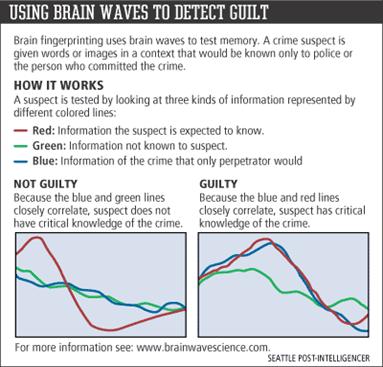 USING BRAIN WAVES TO DETECT GUILT
Brain fingerprinting uses brain waves to test memory. A crime suspect is
given words or images in a context that would be known only to police or
the person who committed the crime.
HOW IT WORKS
A suspect is tested by looking at three kinds of information represented by
different colored lines:
Red: Information the suspect is expected to know.
Green: Information not known to suspect.
Blue: Information of the crime that only perpetrator would
NOT GUILTY
Because the blue and green lines
closely correlate, suspect does not
have critical knowledge of the crime.
GUILTY
Because the blue and red lines
closely correlate, suspect has critical
knowledge of the crime.
For more information see: www.brainwavescience.com.
SEATTLE POST-INTELLIGENCER